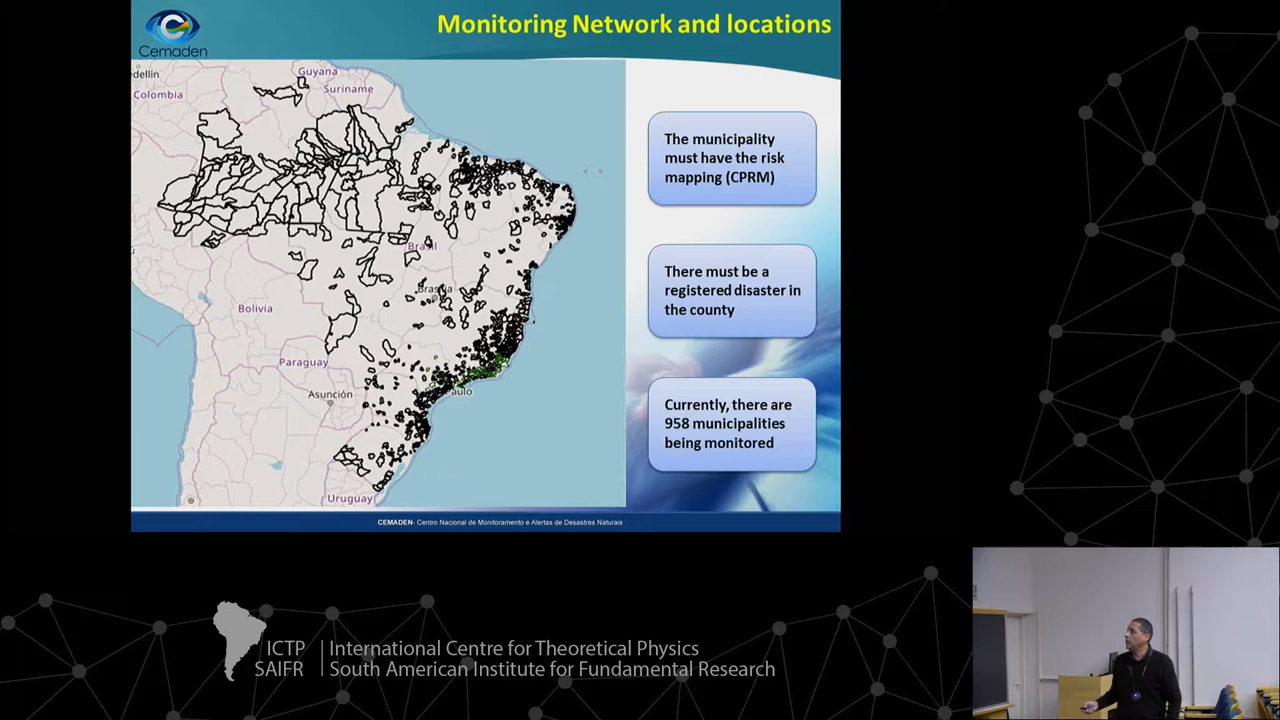 Monitoring Network and locations
Cemaden
edellín
Colombia
Guyana
Suriname
Brasil
Brasília
Bolivia
Paraguay
Asunción
Paulo
Uruguay
The municipality
must have the risk
mapping (CPRM)
There must be a
registered disaster in
the county
Currently, there are
958 municipalities
being monitored
CEMADEN- Centro Nacional de Monitoramento e Alertas de Desastres Naturais
ICTP
SAIFR
International Centre for Theoretical Physics
South American Institute for Fundamental Research